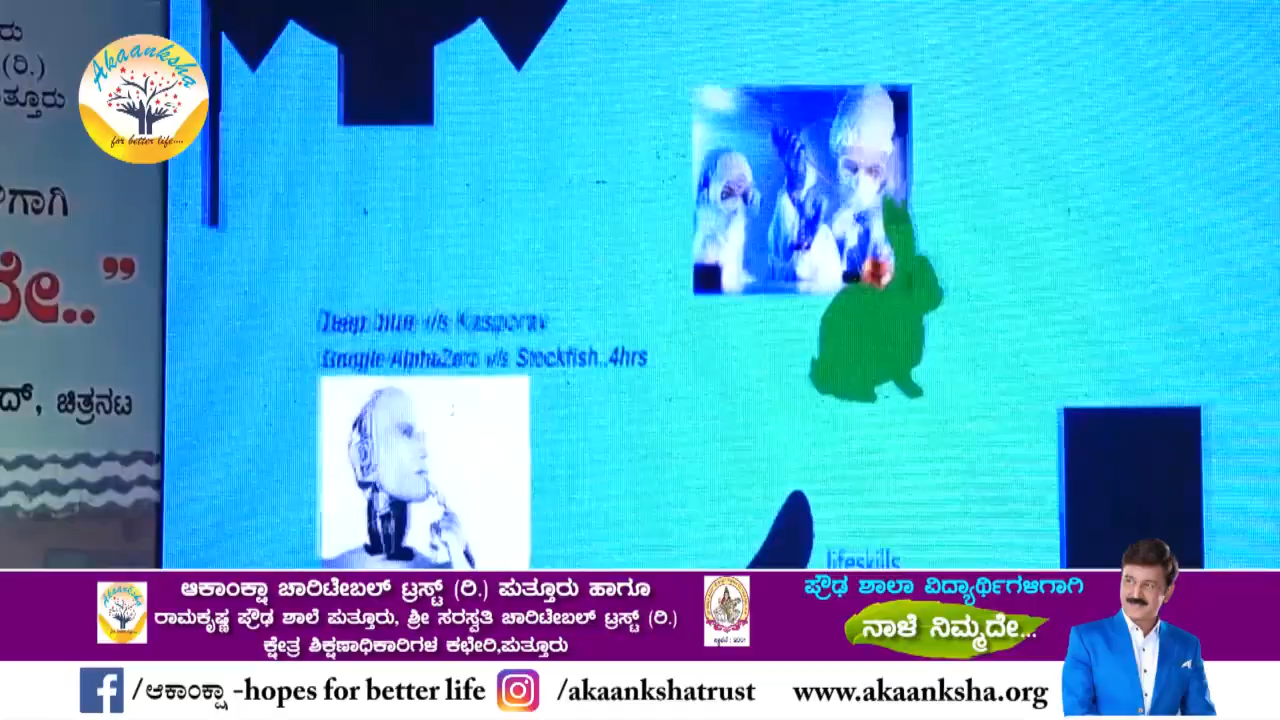 ರು
(ರಿ.)
ತ್ತೂರು
ಳಿಗಾಗಿ
ದೇ.."
ದ್, ಚಿತ್ರನಟ
Akaanksha
for better life....
Deep blue v/s Kasporav
Google AlphaZero v/s Stockfish..4hrs
lifeskills
ಆಕಾಂಕ್ಷಾ ಚಾರಿಟೇಬಲ್ ಟ್ರಸ್ಟ್ (ರಿ.) ಪುತ್ತೂರು ಹಾಗೂ
ರಾಮಕೃಷ್ಣ ಪ್ರೌಢ ಶಾಲೆ ಪುತ್ತೂರು, ಶ್ರೀ ಸರಸ್ವತಿ ಚಾರಿಟೇಬಲ್ ಟ್ರಸ್ಟ್ (ರಿ.)
ಕ್ಷೇತ್ರ ಶಿಕ್ಷಣಾಧಿಕಾರಿಗಳ ಕಛೇರಿ,ಪುತ್ತೂರು
ಪ್ರೌಢ ಶಾಲಾ ವಿದ್ಯಾರ್ಥಿಗಳಿಗಾಗಿ
ನಾಳೆ ನಿಮ್ಮದೇ...
/ಆಕಾಂಕ್ಷಾ -hopes for better life
/akaankshatrust
www.akaanksha.org